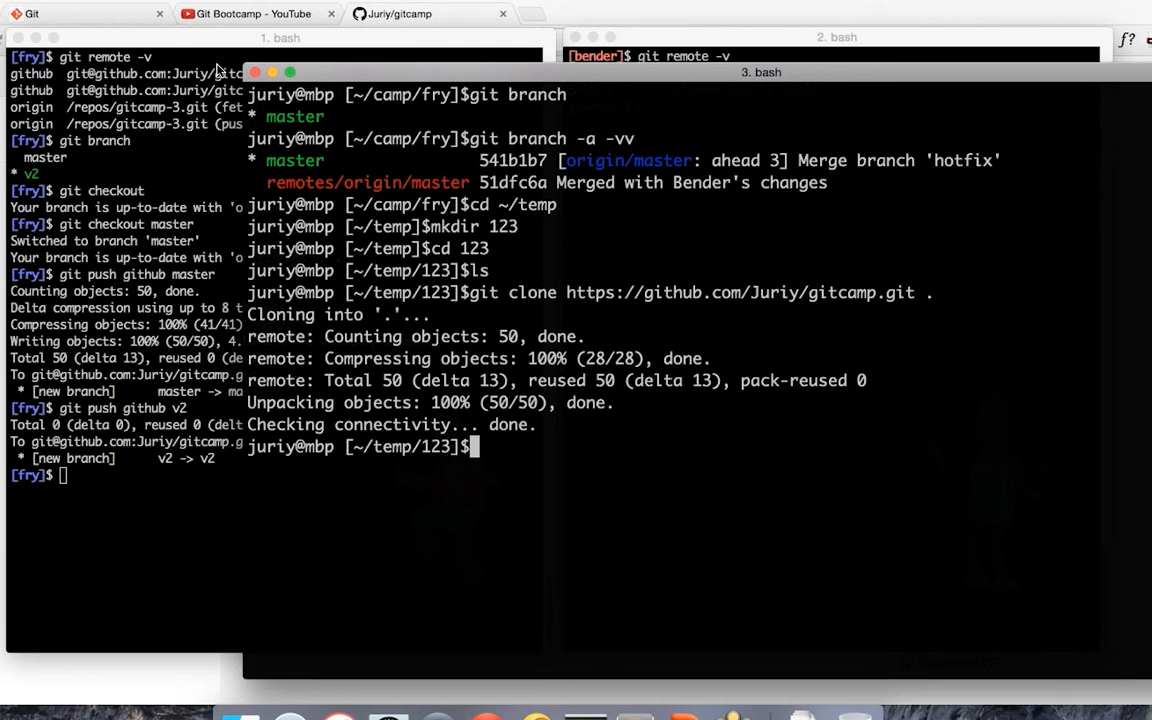 Git
Git Bootcamp - YouTube
Juriy/gitcamp
1. bash
2. bash
[fry]$ git remote -v
github git@github.com:Juriy/gitc
github git@github.com:Juriy/gitc
origin /repos/gitcamp-3.git (fet
origin /repos/gitcamp-3.git (pus
[fry]$ git branch
master
* v2
[fry]$ git checkout
Your branch is up-to-date with 'o
[fry]$ git checkout master
Switched to branch 'master'
Your branch is up-to-date with 'o
[fry]$ git push github master
Counting objects: 50, done.
Delta compression using up to 8 t
Compressing objects: 100% (41/41)
Writing objects: 100% (50/50), 4.
Total 50 (delta 13), reused 0 (de
To git@github.com:Juriy/gitcamp.g
* [new branch] master -> ma
[fry]$ git push github v2
Total 0 (delta 0), reused 0 (delt
To git@github.com:Juriy/gitcamp.g
* [new branch] v2 -> v2
[fry]$
[bender]$ git remote -v
f?
3. bash
juriy@mbp [~/camp/fry]$git branch
* master
juriy@mbp [~/camp/fry]$git branch -a -vv
* master 541b1b7 [origin/master: ahead 3] Merge branch 'hotfix'
remotes/origin/master 51dfc6a Merged with Bender's changes
juriy@mbp [~/camp/fry]$cd ~/temp
juriy@mbp [~/temp]$mkdir 123
juriy@mbp [~/temp]$cd 123
juriy@mbp [~/temp/123]$ls
juriy@mbp [~/temp/123]$git clone https://github.com/Juriy/gitcamp.git .
Cloning into '.'...
remote: Counting objects: 50, done.
remote: Compressing objects: 100% (28/28), done.
remote: Total 50 (delta 13), reused 50 (delta 13), pack-reused 0
Unpacking objects: 100% (50/50), done.
Checking connectivity... done.
juriy@mbp [~/temp/123]$